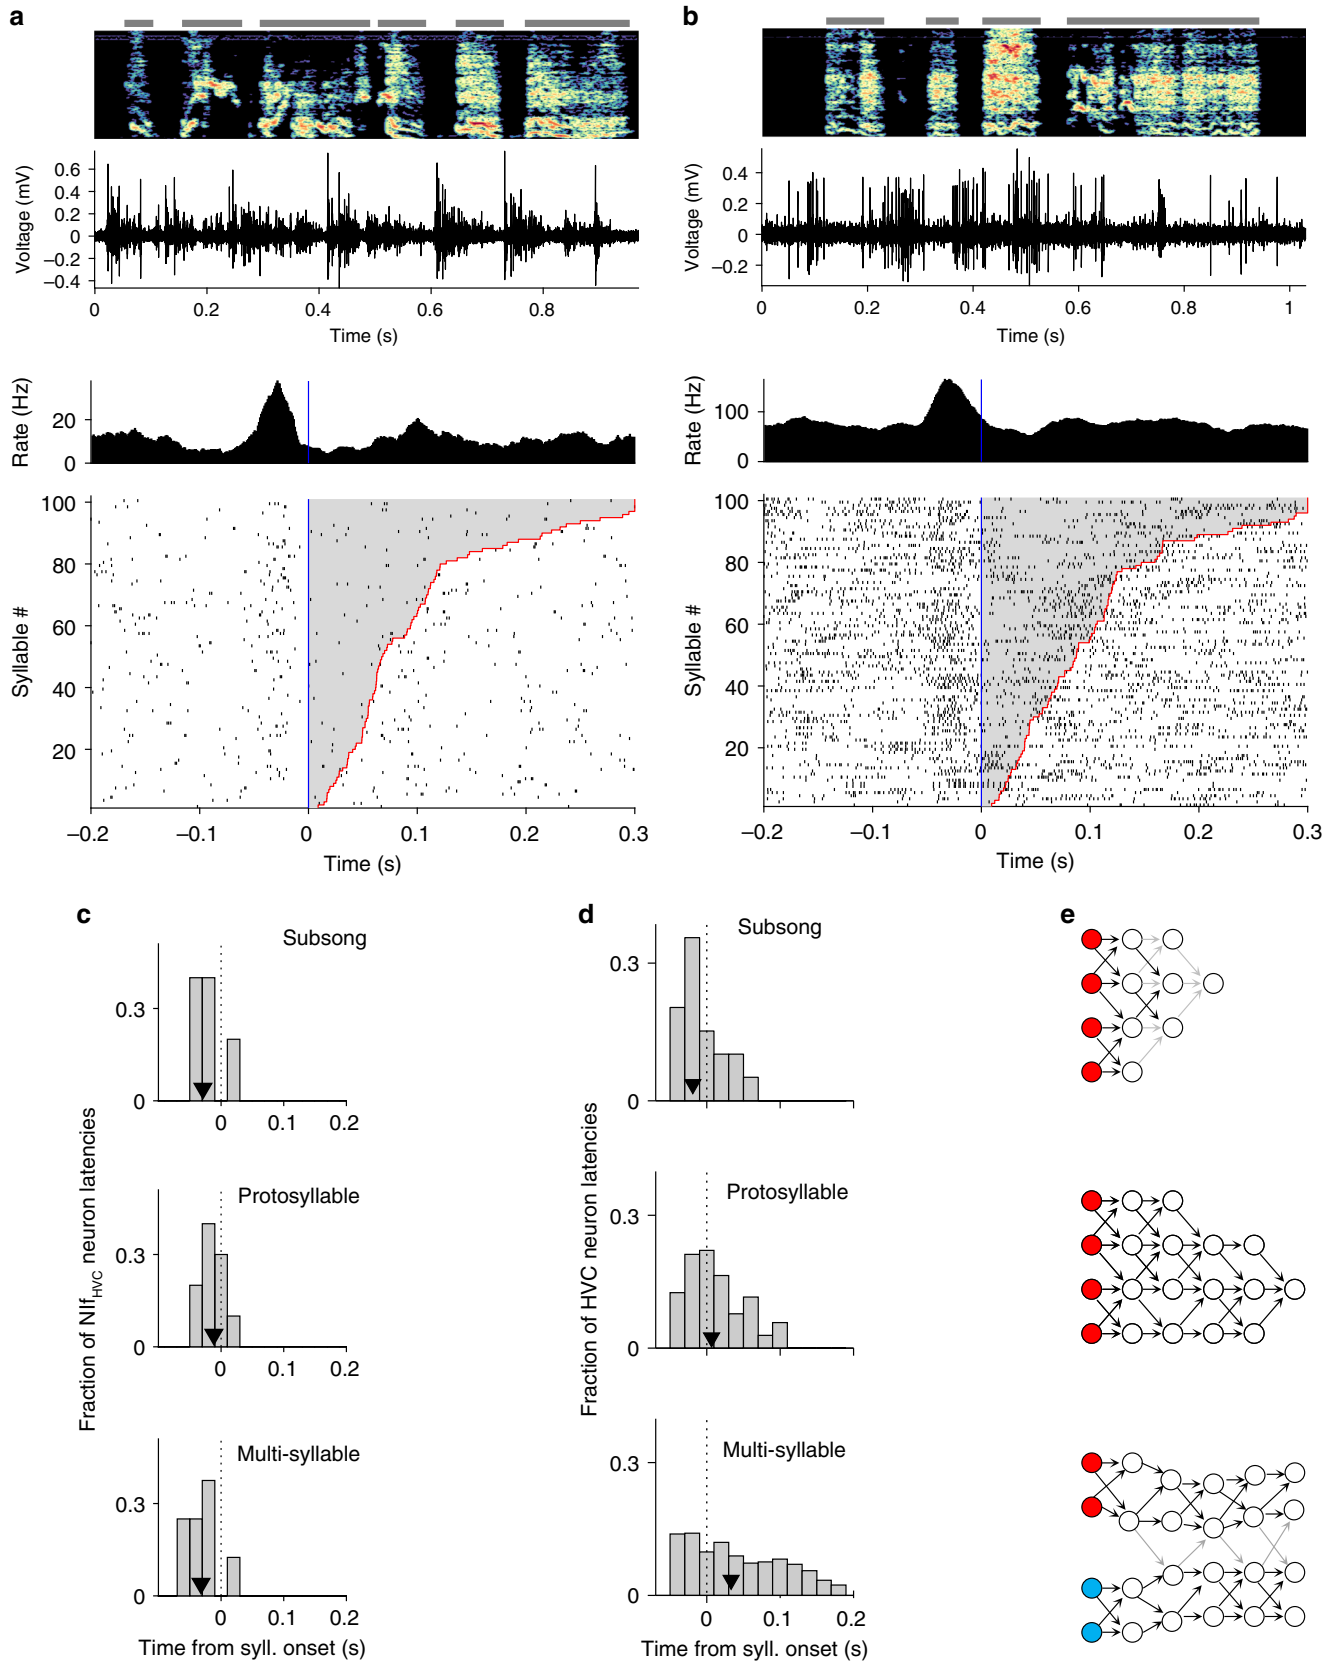 a
Voltage (mV)
0.6
0.4
0.2
0
−0.2
−0.4
0 0.2 0.4 0.6 0.8
Time (s)
Rate (Hz)
20
0
Syllable #
100
80
60
40
20
−0.2 −0.1 0 0.1 0.2 0.3
Time (s)
b
Voltage (mV)
0.4
0.2
0
−0.2
0 0.2 0.4 0.6 0.8 1
Time (s)
Rate (Hz)
100
0
Syllable #
100
80
60
40
20
−0.2 −0.1 0 0.1 0.2 0.3
Time (s)
c
Fraction of NIf HVC neuron latencies
Subsong
0.3
0
0 0.1 0.2
Protosyllable
0.3
0
0 0.1 0.2
Multi-syllable
0.3
0
0 0.1 0.2
Time from syll. onset (s)
d
Fraction of HVC neuron latencies
Subsong
0.3
0
Protosyllable
0.3
0
Multi-syllable
0.3
0
0 0.1 0.2
Time from syll. onset (s)
e